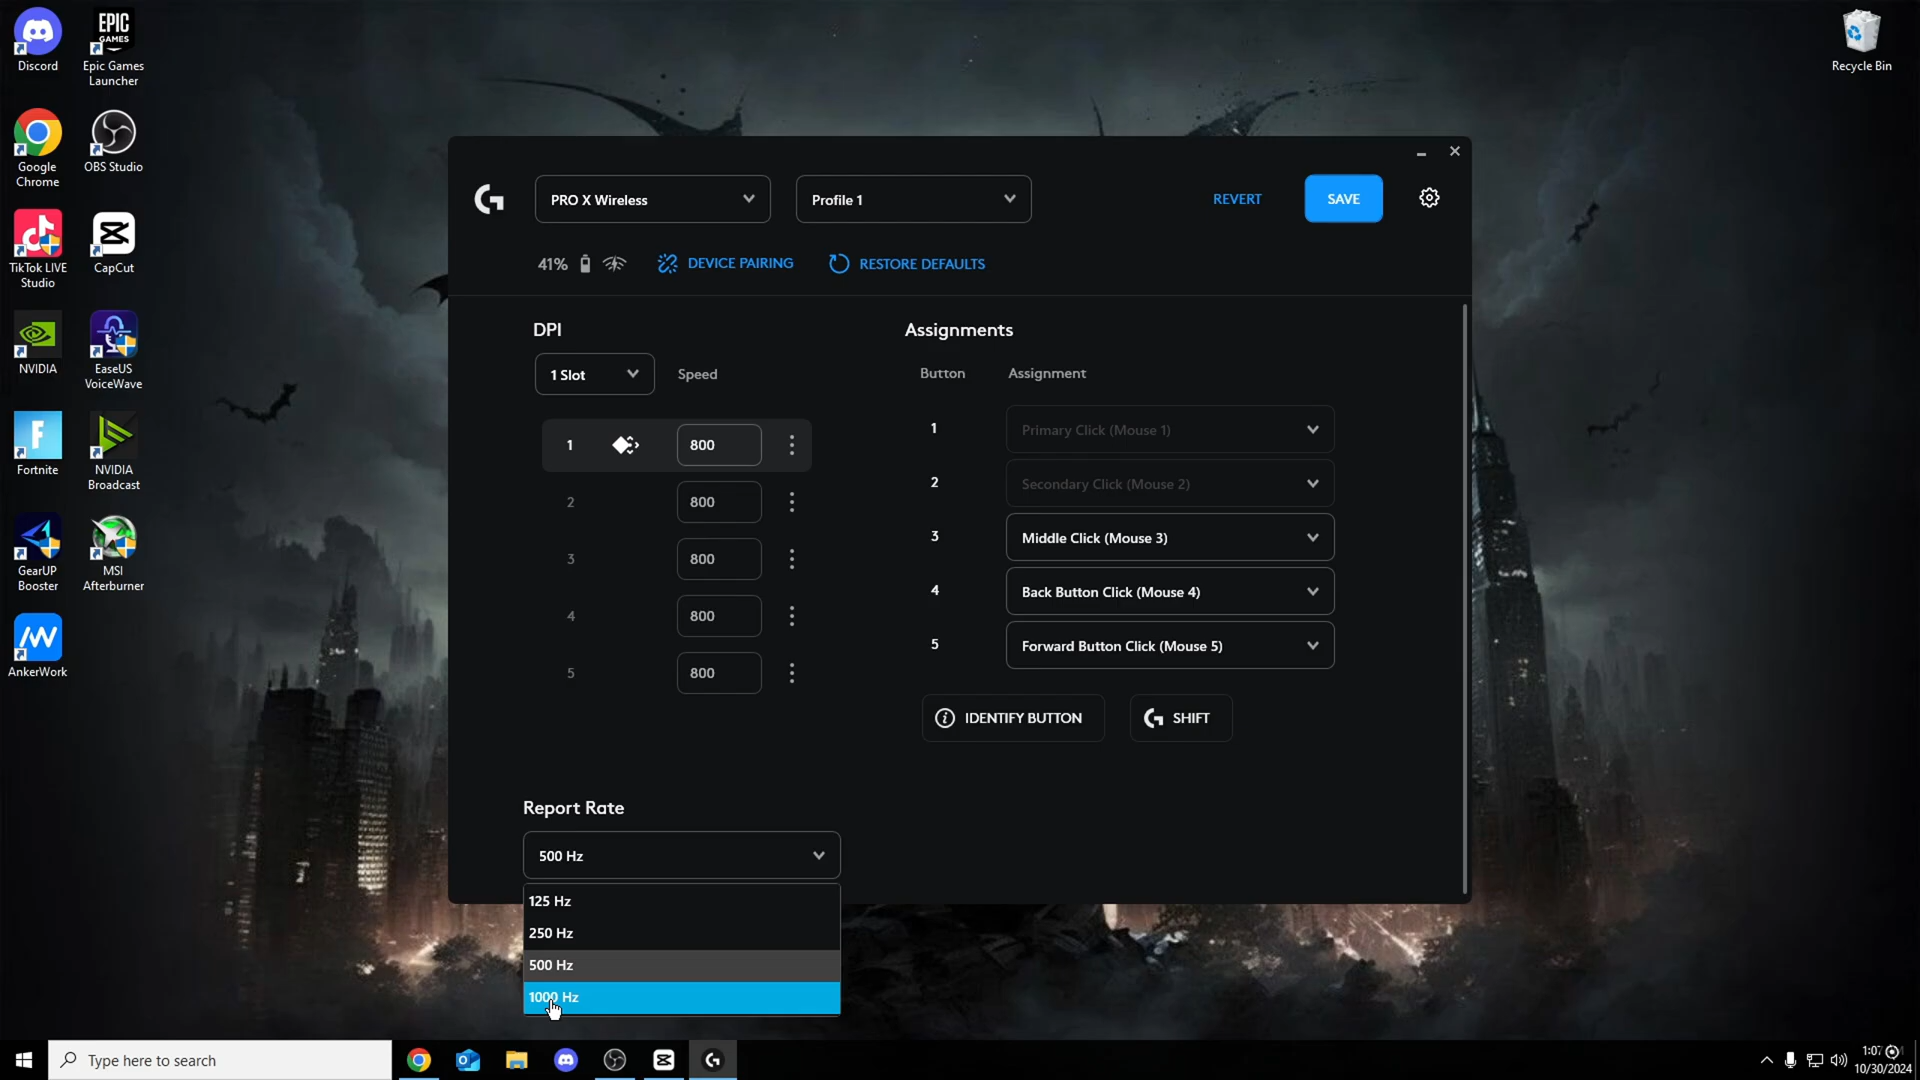 Discord
EPIC
GAMES
Epic Games
Launcher
Recycle Bin
Google
Chrome
OBS Studio
TikTok LIVE
Studio
CapCut
NVIDIA
EaseUS
VoiceWave
Fortnite
NVIDIA
Broadcast
GearUP
Booster
MSI
Afterburner
AnkerWork
PRO X Wireless
Profile 1
REVERT
SAVE
41%
DEVICE PAIRING
RESTORE DEFAULTS
DPI
1 Slot
Speed
1
800
2
800
3
800
4
800
5
800
Assignments
Button
Assignment
1
Primary Click (Mouse 1)
2
Secondary Click (Mouse 2)
3
Middle Click (Mouse 3)
4
Back Button Click (Mouse 4)
5
Forward Button Click (Mouse 5)
IDENTIFY BUTTON
SHIFT
Report Rate
500 Hz
125 Hz
250 Hz
500 Hz
1000 Hz
Type here to search
1:07
10/30/2024